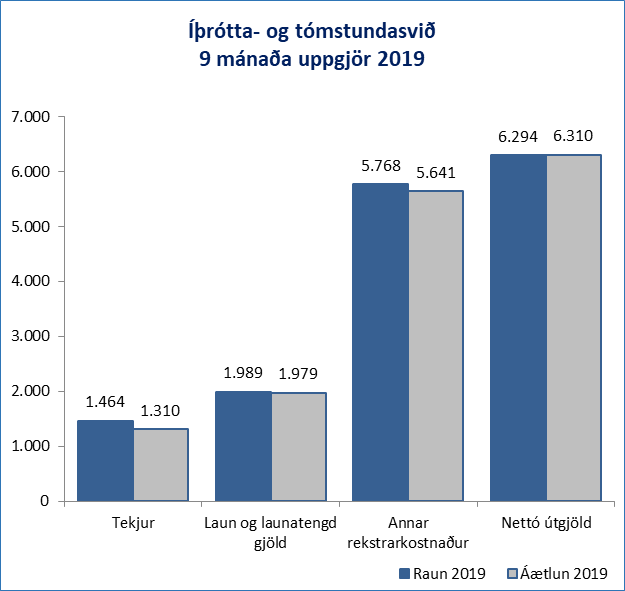 Íþrótta- og tómstundasvið
9 mánaða uppgjör 2019
7.000
6.000
5.000
4.000
3.000
2.000
1.000
0
1.464
1.310
1.989
1.979
5.768
5.641
6.294
6.310
Tekjur
Laun og launatengd
gjöld
Annar
rekstrarkostnaður
Nettó útgjöld
Raun 2019
Áætlun 2019